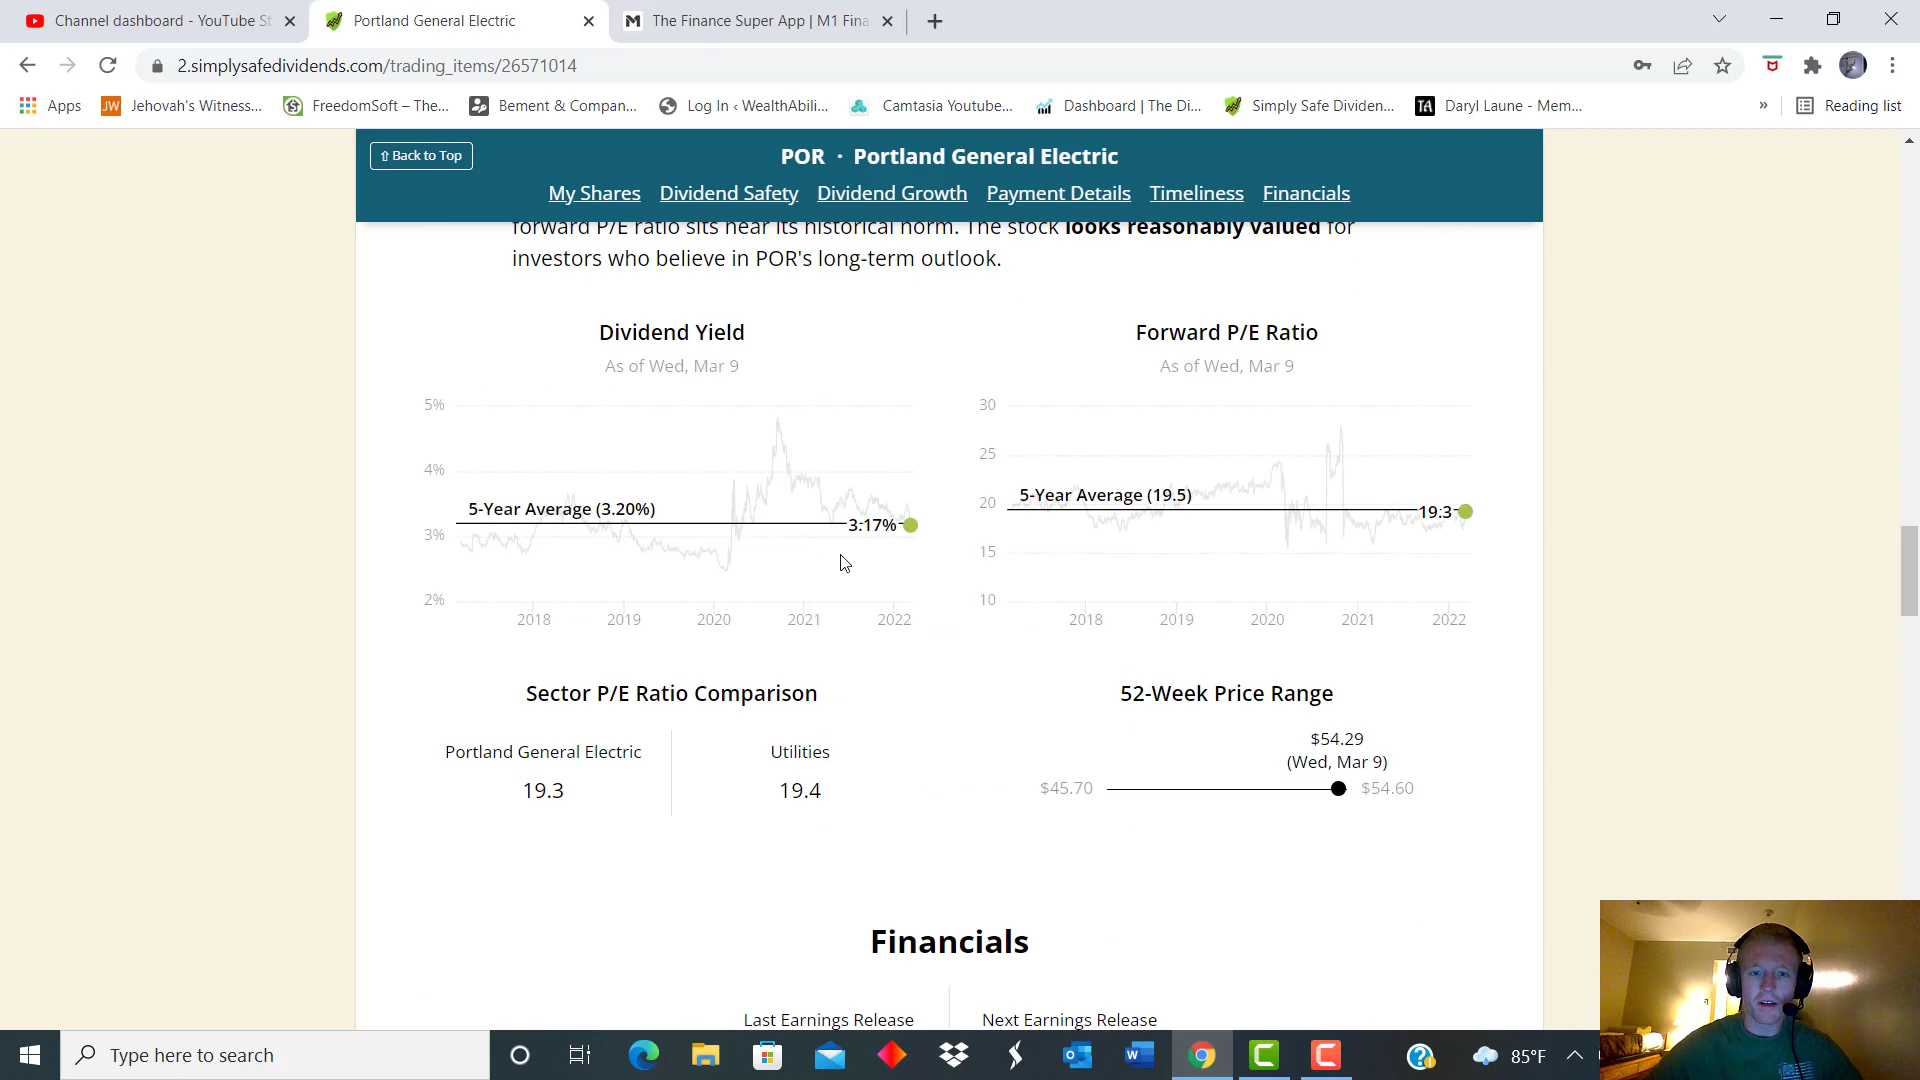 Channel dashboard - YouTube St
Portland General Electric
The Finance Super App | M1 Fina
2.simplysafedividends.com/trading_items/26571014
Apps
Jehovah's Witness...
FreedomSoft – The...
Bement & Compan...
Log In ‹ WealthAbili...
Camtasia Youtube...
Dashboard | The Di...
Simply Safe Dividen...
Daryl Laune - Mem...
»
Reading list
⇧ Back to Top
POR · Portland General Electric
My Shares Dividend Safety Dividend Growth Payment Details Timeliness Financials
forward P/E ratio sits near its historical norm. The stock looks reasonably valued for
investors who believe in POR's long-term outlook.
Dividend Yield
As of Wed, Mar 9
5%
4%
5-Year Average (3.20%)
3.17%
3%
2%
2018 2019 2020 2021 2022
Forward P/E Ratio
As of Wed, Mar 9
30
25
20
5-Year Average (19.5)
19.3
15
10
2018 2019 2020 2021 2022
Sector P/E Ratio Comparison
Portland General Electric
19.3
Utilities
19.4
52-Week Price Range
$54.29
(Wed, Mar 9)
$45.70
$54.60
Financials
Last Earnings Release
Next Earnings Release
Type here to search
85°F